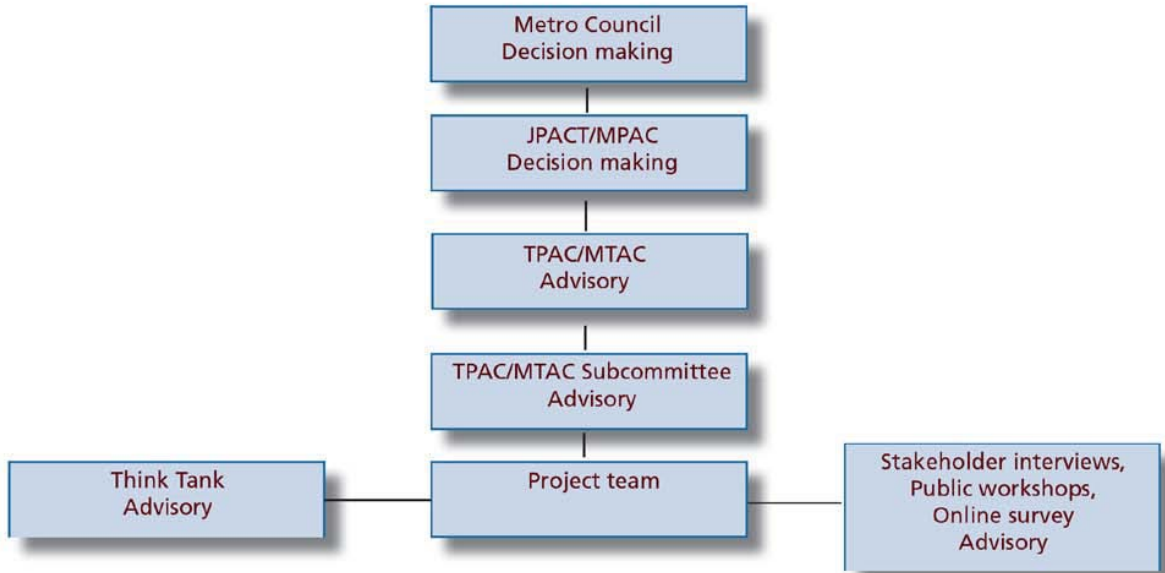 Metro Council
Decision making
JPACT/MPAC
Decision making
TPAC/MTAC
Advisory
TPAC/MTAC Subcommittee
Advisory
Think Tank
Advisory
Project team
Stakeholder interviews,
Public workshops,
Online survey
Advisory